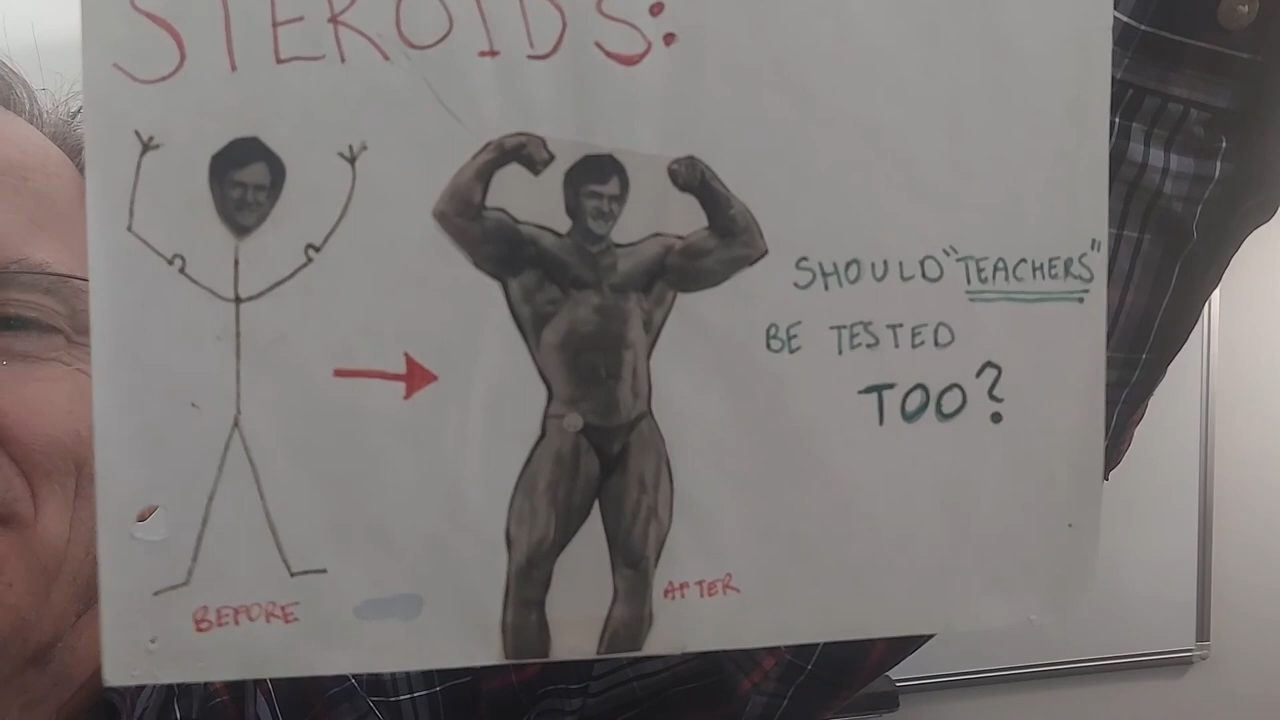 STEROIDS:
SHOULD "TEACHERS"
BE TESTED
TOO?
BEFORE
AFTER